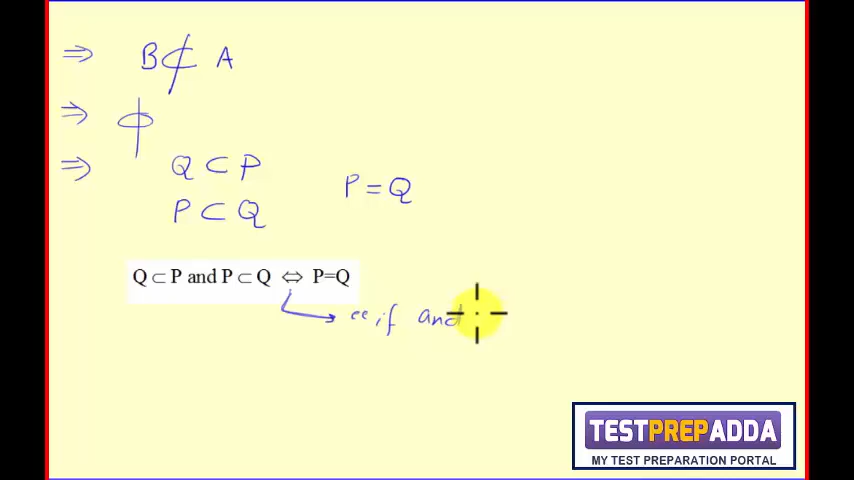 ⇒ B ⊄ A
⇒ ϕ
⇒ Q ⊂ P
P = Q
P ⊂ Q
Q ⊂ P and P ⊂ Q ⇔ P=Q
“if and
TESTPREPADDA
MY TEST PREPARATION PORTAL